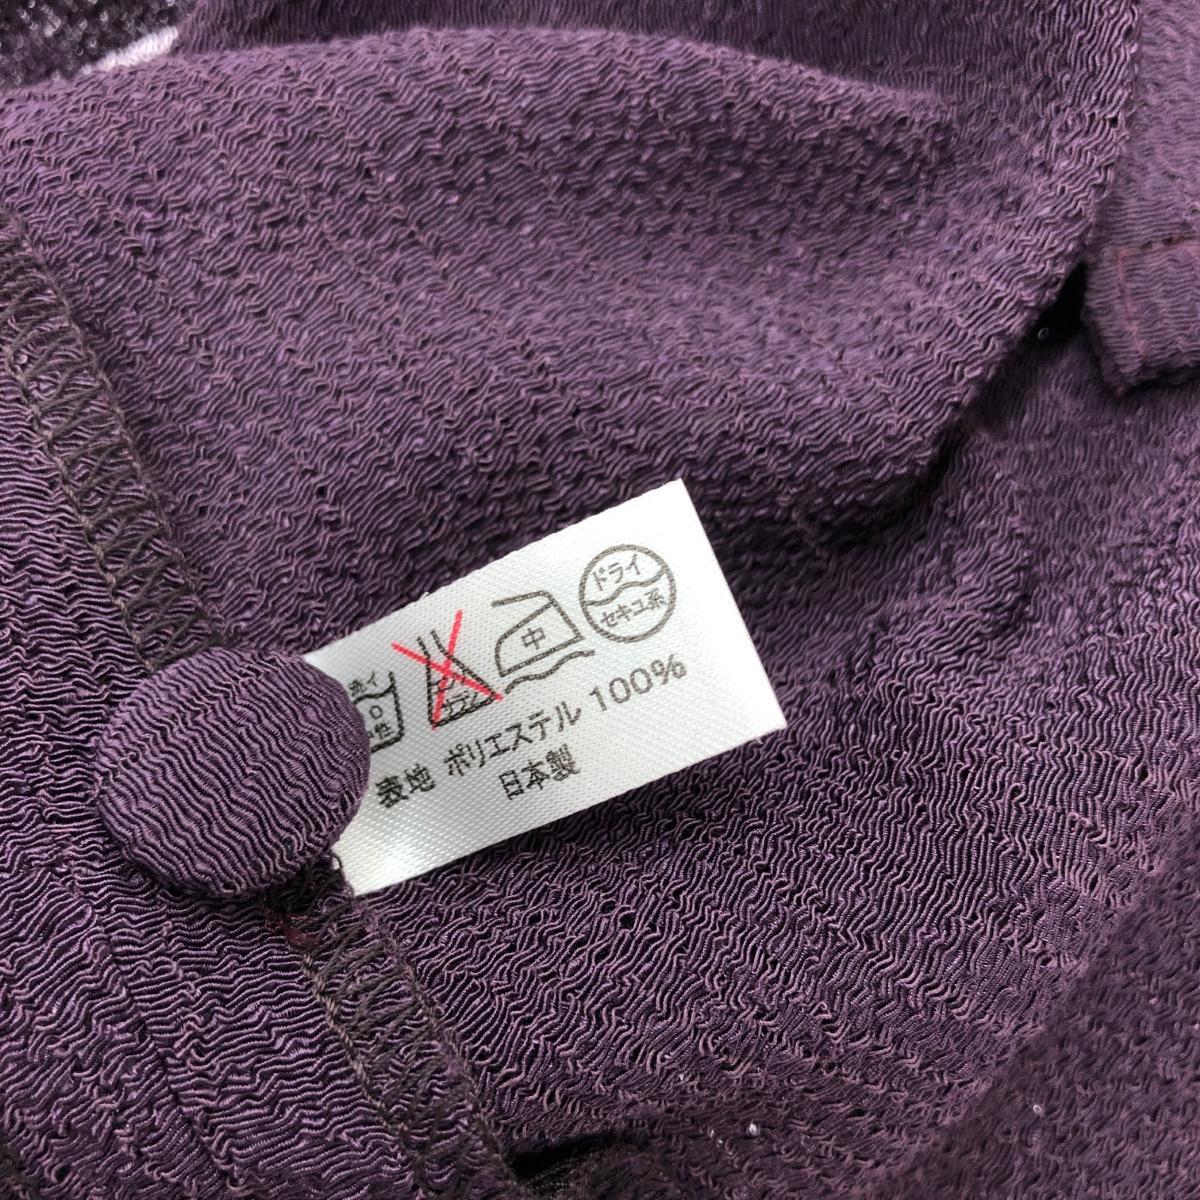 中
ドライ
セキユ系
表地 ポリエステル 100%
日本製